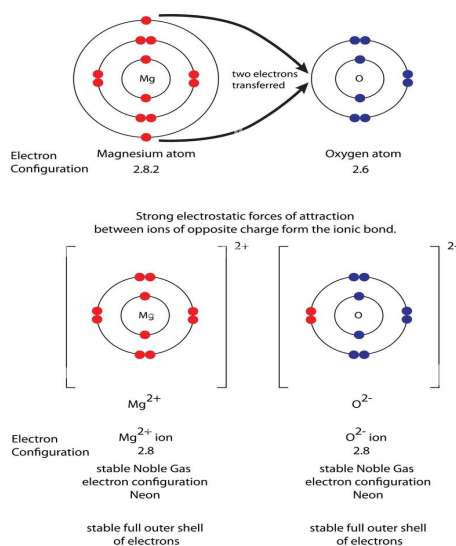 Mg
two electrons
transferred
O
Electron
Configuration
Magnesium atom
2.8.2
Oxygen atom
2.6
Strong electrostatic forces of attraction
between ions of opposite charge form the ionic bond.
2+
Mg
2-
O
Mg2+
O2-
Electron
Configuration
Mg2+ ion
2.8
stable Noble Gas
electron configuration
Neon
stable full outer shell
of electrons
O2- ion
2.8
stable Noble Gas
electron configuration
Neon
stable full outer shell
of electrons